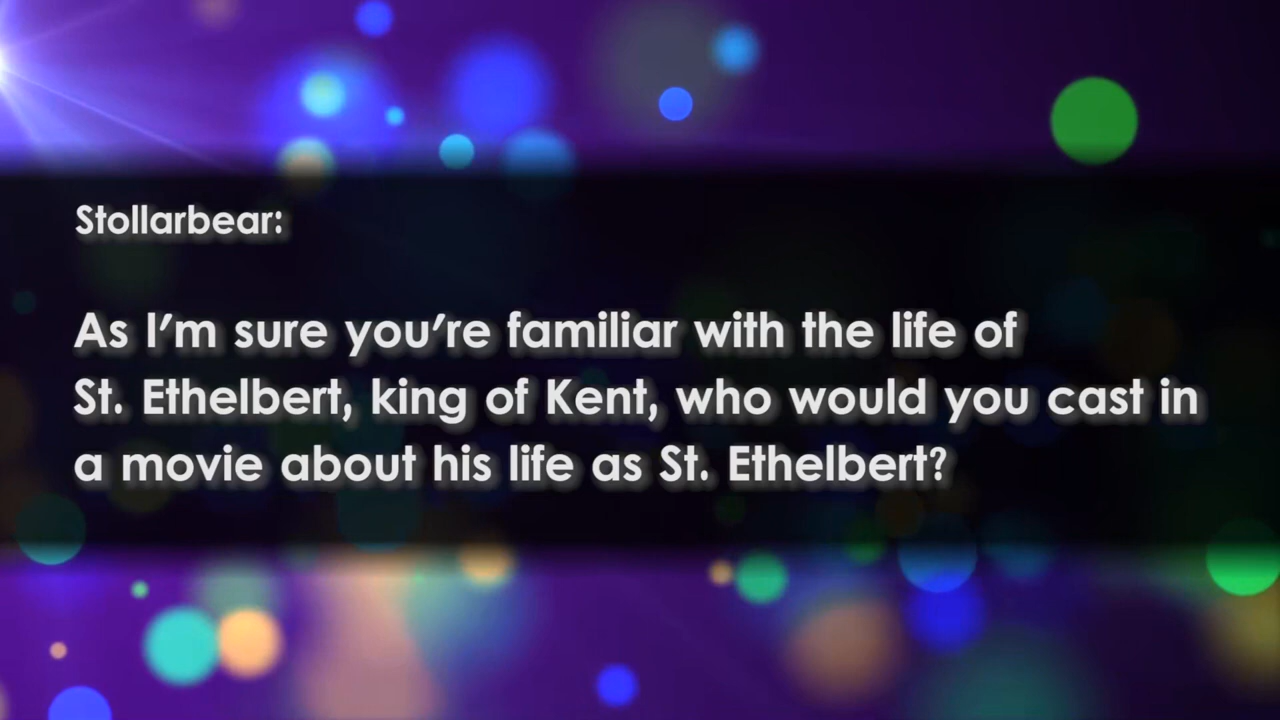 Stollarbear:
As I'm sure you're familiar with the life of
St. Ethelbert, king of Kent, who would you cast in
a movie about his life as St. Ethelbert?